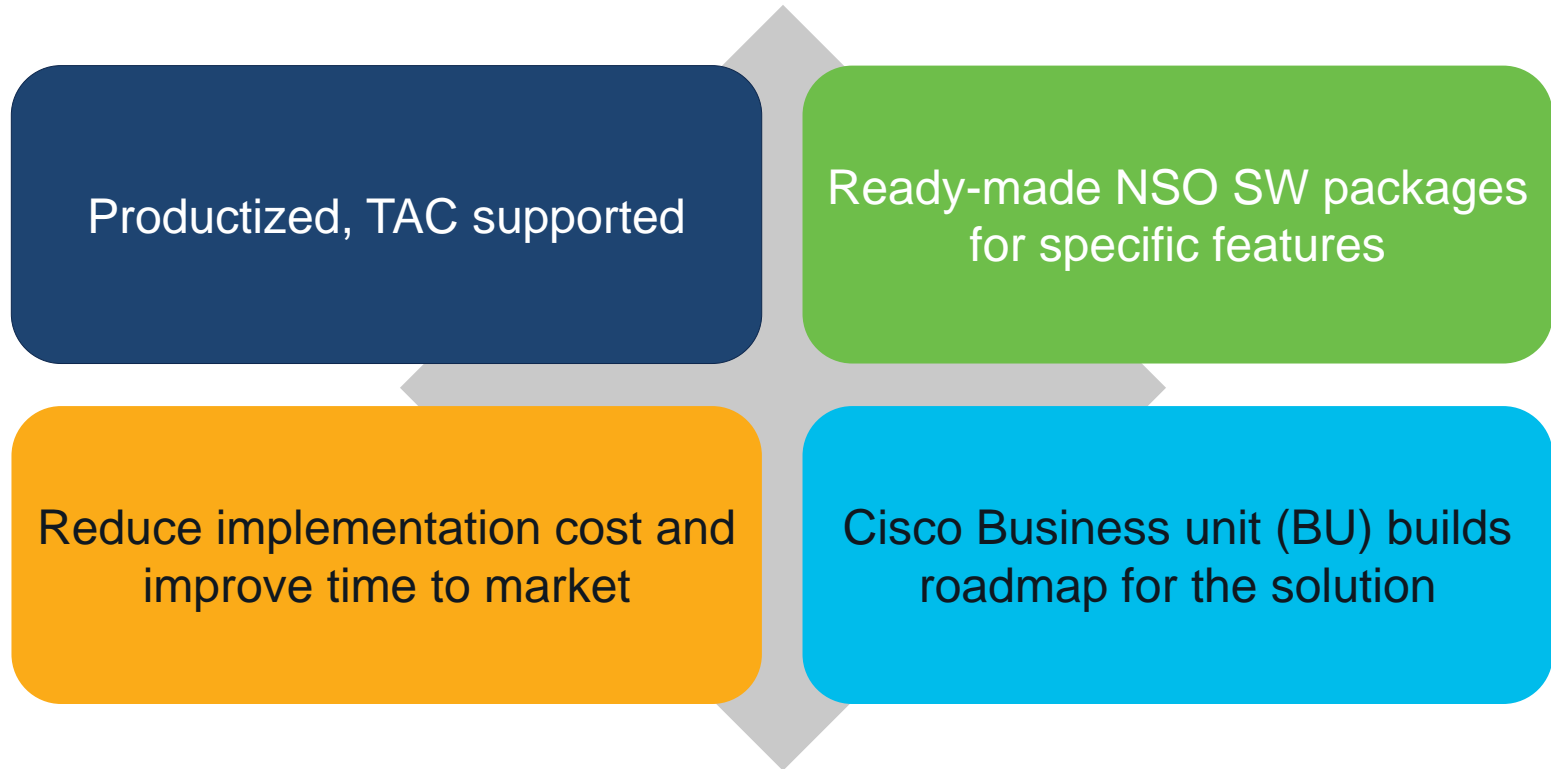 Productized, TAC supported
Ready-made NSO SW packages
for specific features
Reduce implementation cost and
improve time to market
Cisco Business unit (BU) builds
roadmap for the solution